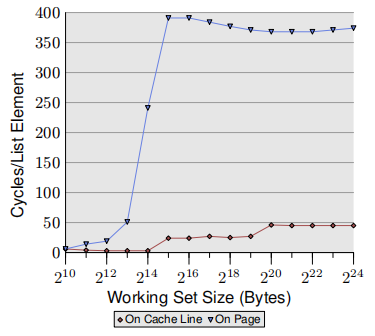 400
350
300
250
200
150
100
50
0
2^10 2^12 2^14 2^16 2^18 2^20 2^22 2^24
Cycles/List Element
Working Set Size (Bytes)
On Cache Line On Page